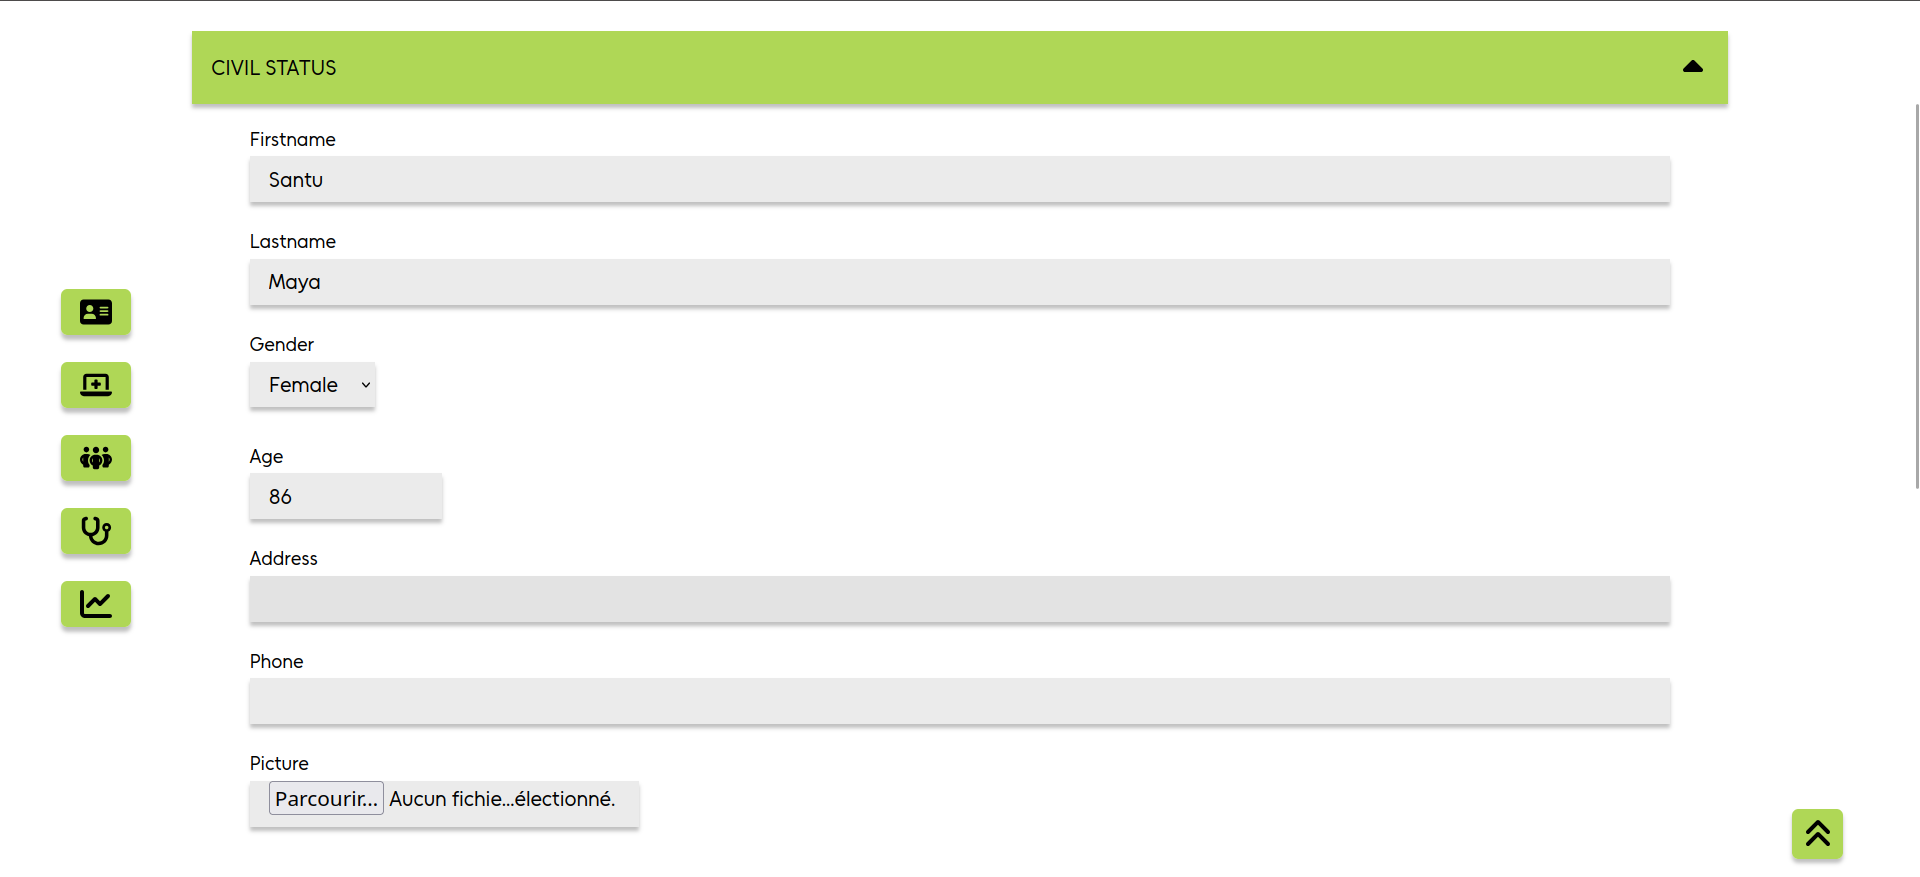 CIVIL STATUS
Firstname
Santu
Lastname
Maya
Gender
Female
Age
86
Address
Phone
Picture
Parcourir... Aucun fichie...électionné.